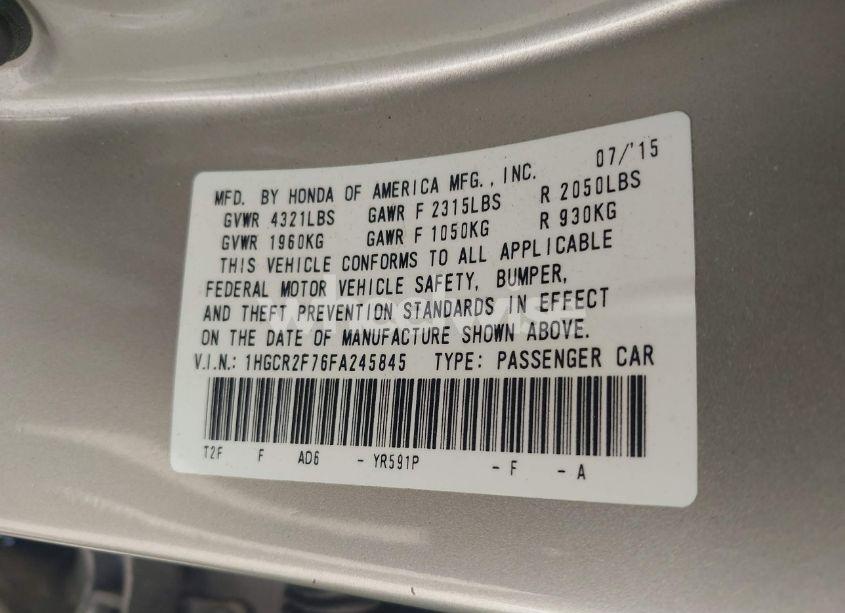 07/'15
MFD. BY HONDA OF AMERICA MFG., INC.
GVWR 4321LBS GAWR F 2315LBS R 2050LBS
GVWR 1960KG GAWR F 1050KG R 930KG
THIS VEHICLE CONFORMS TO ALL APPLICABLE
FEDERAL MOTOR VEHICLE SAFETY, BUMPER,
AND THEFT PREVENTION STANDARDS IN EFFECT
ON THE DATE OF MANUFACTURE SHOWN ABOVE.
V.I.N.: 1HGCR2F76FA245845 TYPE: PASSENGER CAR
T2F F AD6 - YR591P - F - A